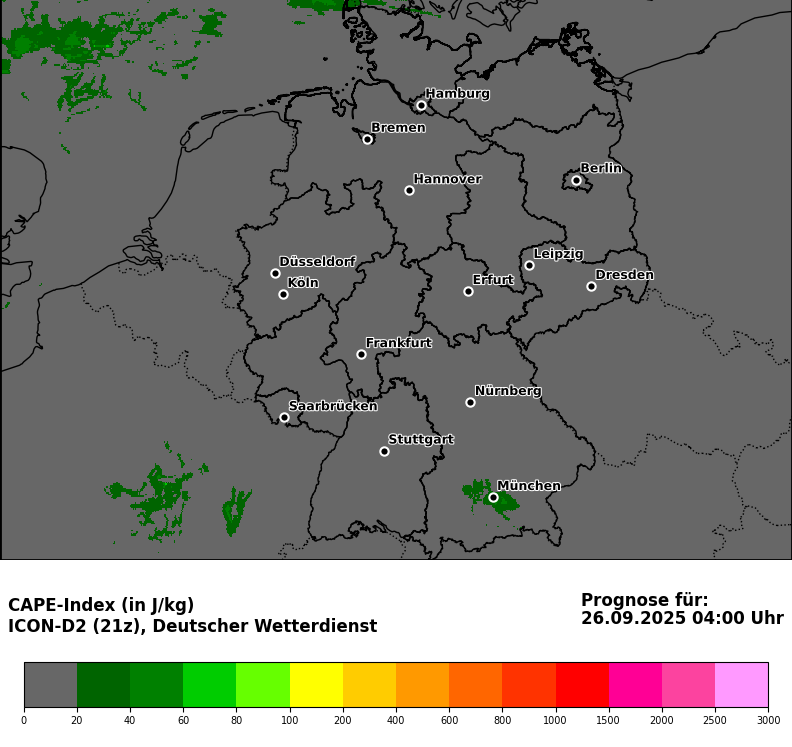 Hamburg
Bremen
Berlin
Hannover
Leipzig
Düsseldorf
Dresden
Köln
Erfurt
Frankfurt
Nürnberg
Saarbrücken
Stuttgart
München
CAPE-Index (in J/kg)
ICON-D2 (21z), Deutscher Wetterdienst
Prognose für:
26.09.2025 04:00 Uhr
0 20 40 60 80 100 200 400 600 800 1000 1500 2000 2500 3000